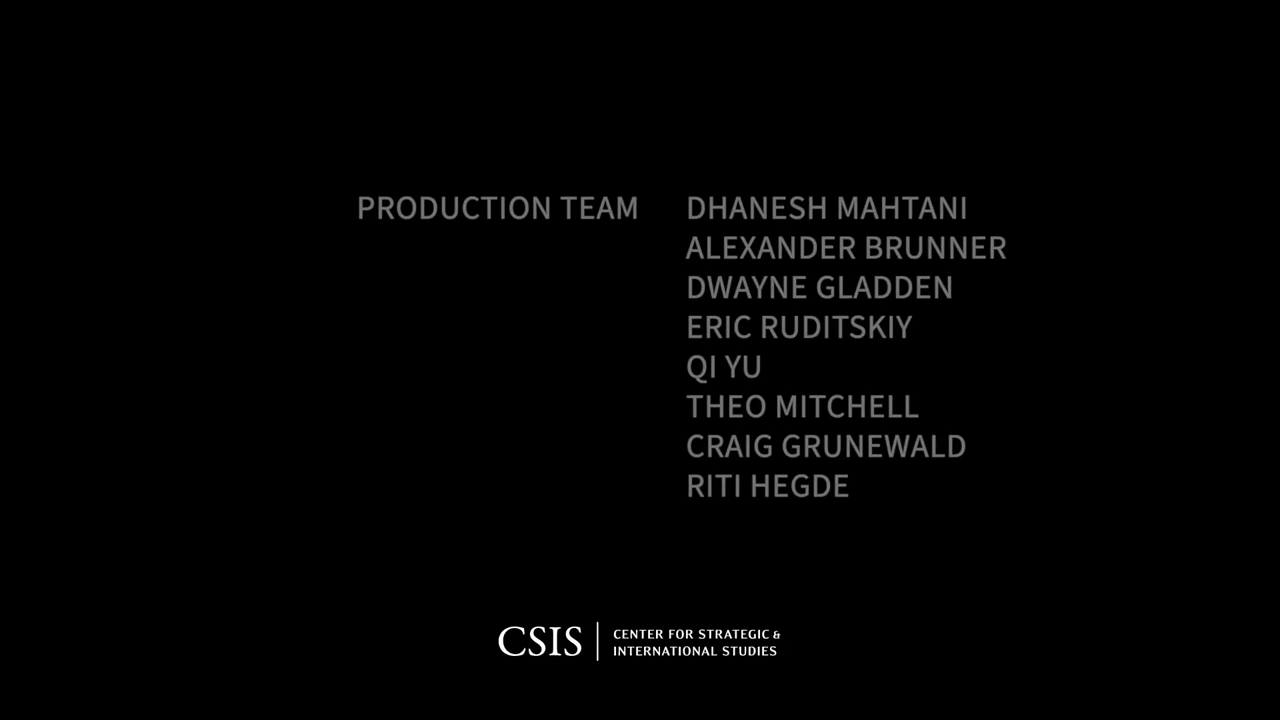 PRODUCTION TEAM DHANESH MAHTANI
ALEXANDER BRUNNER
DWAYNE GLADDEN
ERIC RUDITSKIY
QI YU
THEO MITCHELL
CRAIG GRUNEWALD
RITI HEGDE
CSIS CENTER FOR STRATEGIC &
INTERNATIONAL STUDIES